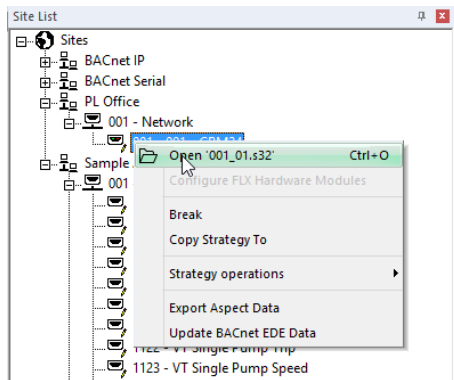 Site List
Sites
BACnet IP
BACnet Serial
PL Office
001 - Network
Open '001_01.s32' Ctrl+O
Sample
Configure FLX Hardware Modules
001
Break
Copy Strategy To
Strategy operations
Export Aspect Data
Update BACnet EDE Data
1122 - VT Single Pump Trip
1123 - VT Single Pump Speed